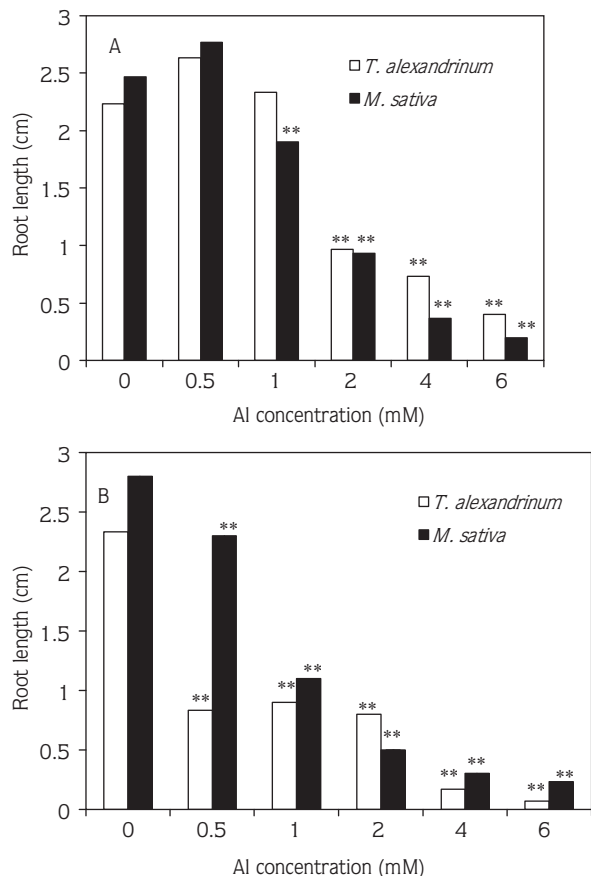 3
A
T. alexandrinum
2.5
M. sativa
**
2
Root length (cm)
1.5
** **
1
**
0.5
**
**
**
0
0 0.5 1 2 4 6
Al concentration (mM)
3
B
T. alexandrinum
2.5
M. sativa
**
2
Root length (cm)
1.5
**
1
**
**
**
**
0.5
**
**
**
**
0
0 0.5 1 2 4 6
Al concentration (mM)